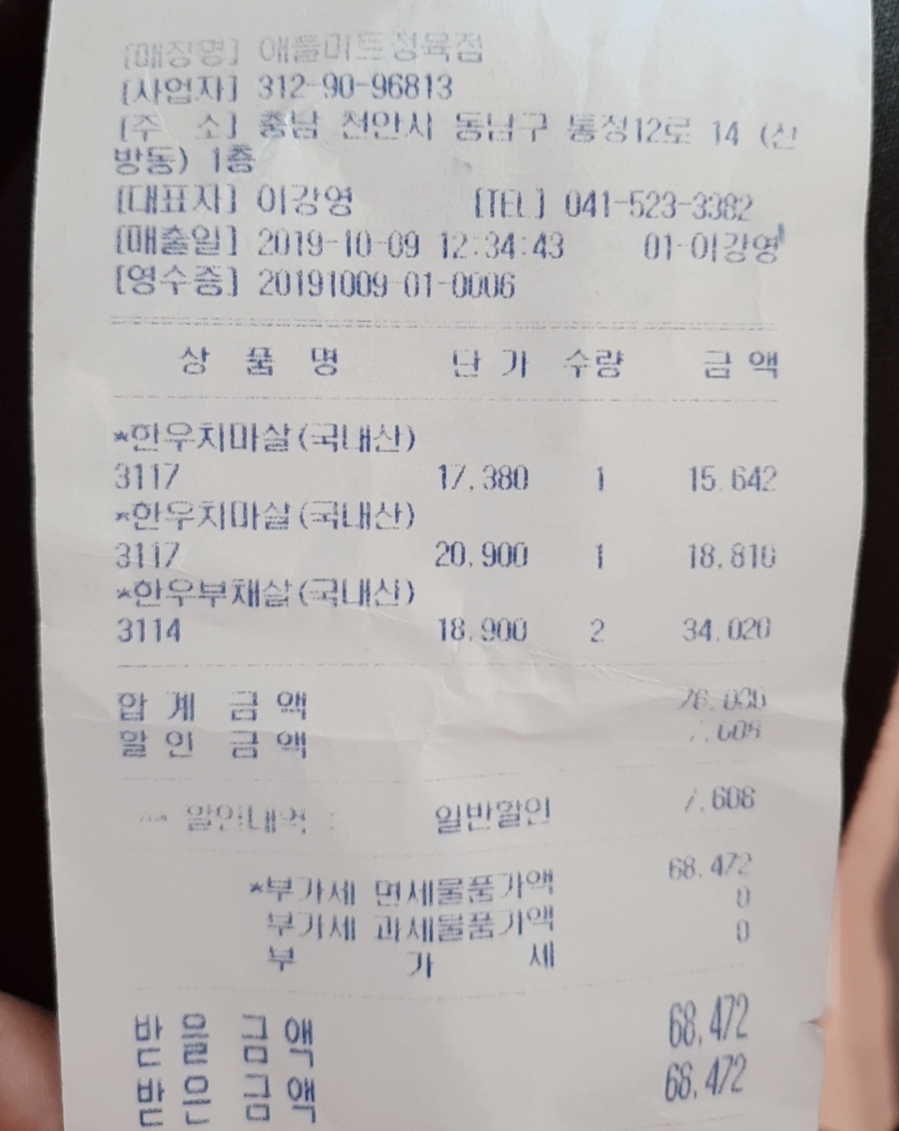 [매장명] 애플미트정육점
[사업자] 312-90-96813
[주 소] 충남 천안시 동남구 통정12로 14 (신
방동) 1층
[대표자] 이강영 [TEL] 041-523-3382
[매출일] 2019-10-09 12:34:43 01-이강영
[영수증] 20191009-01-0006
상 품 명 단 가 수량 금 액
*한우치마살(국내산)
3117 17,380 1 15,642
*한우치마살(국내산)
3117 20,900 1 18,810
*한우부채살(국내산)
3114 18,900 2 34,020
합 계 금 액 76,080
할 인 금 액 7,608
** 할인내역 : 일반할인 7,608
*부가세 면세물품가액 68,472
부가세 과세물품가액 0
부 가 세 0
받 을 금 액 68,472
받 은 금 액 68,472